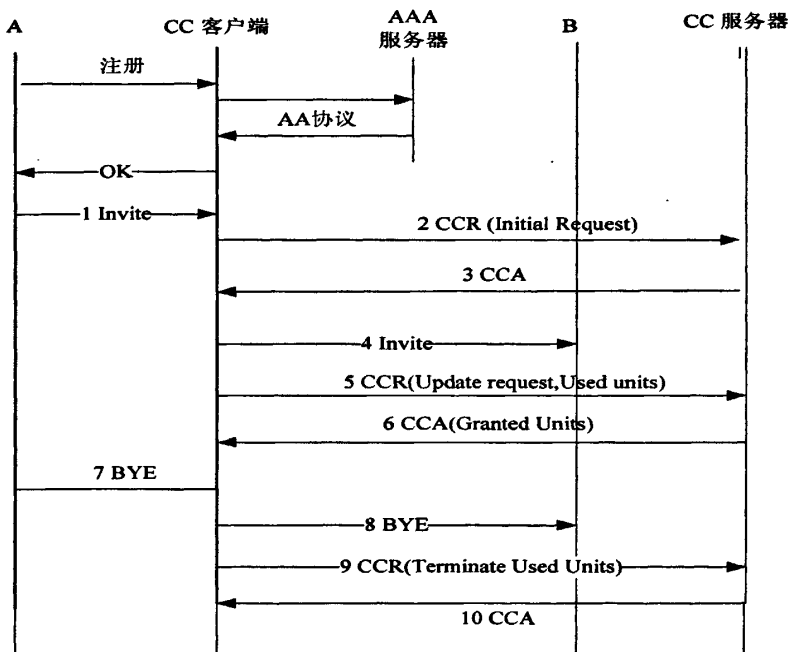 A
CC 客户端
AAA
服务器
B
CC 服务器
注册
AA协议
OK
1 Invite
2 CCR (Initial Request)
3 CCA
4 Invite
5 CCR(Update request,Used units)
6 CCA(Granted Units)
7 BYE
8 BYE
9 CCR(Terminate Used Units)
10 CCA